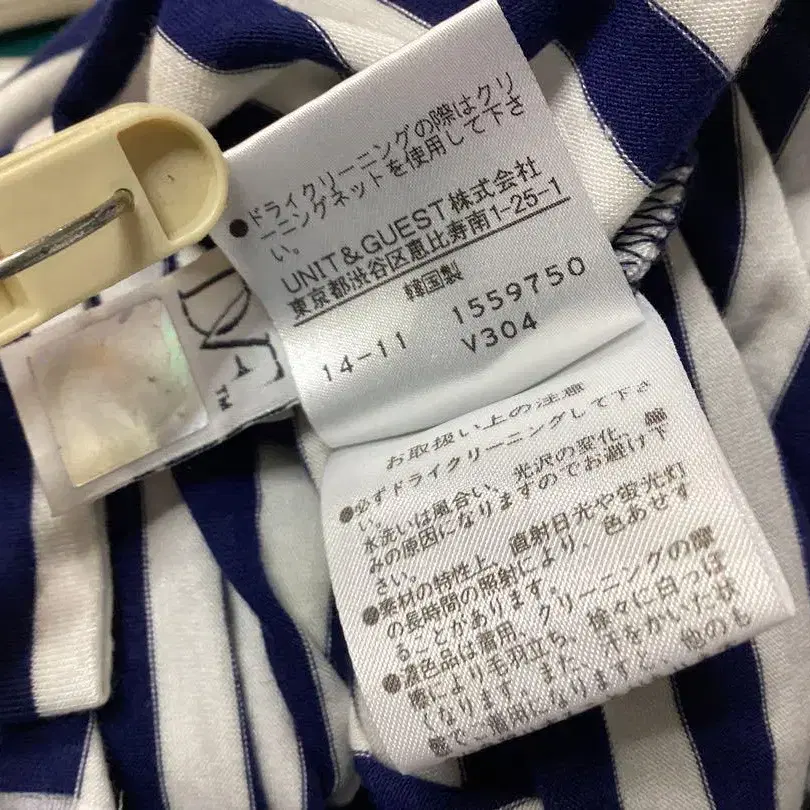 ●ドライクリーニングの際はクリ
ーニングネットを使用して下さ
い。
UNIT&GUEST株式会社
東京都渋谷区恵比寿南1-25-1
韓国製
14-11 1559750
V304
DVF
TM
お取扱い上の注意
●必ずドライクリーニングして下さ
い。
水洗いは風合い、光沢の変化、縮
みの原因になりますのでお避け下
さい。
●素材の特性上、直射日光や蛍光灯
の長時間の照射により、色あせす
ることがあります。
●濃色品は着用、クリーニングの摩
擦により毛羽立ち、徐々に白っぽ
くなります。また、汗をかいた状
態でご着用になりますと、他のも